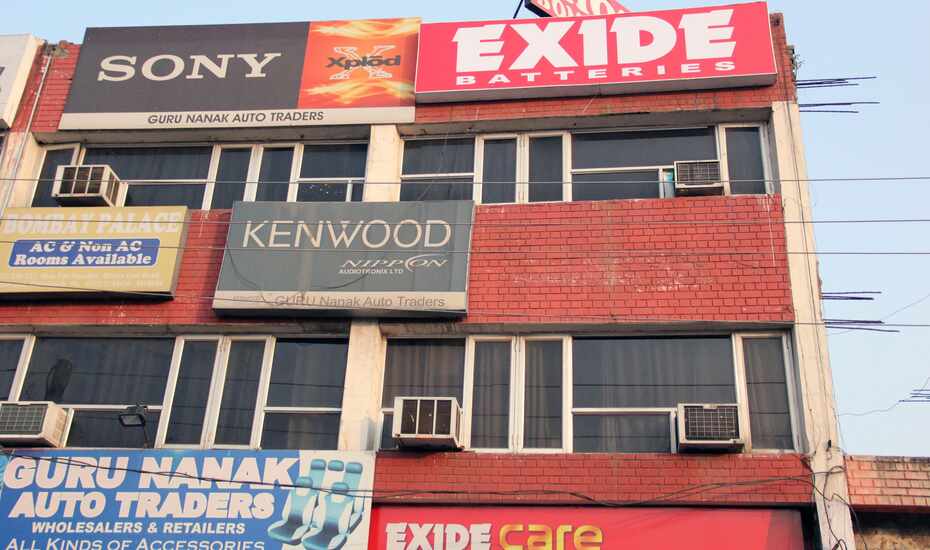 SONY
Xplōd
GURU NANAK AUTO TRADERS
EXIDE
BATTERIES
BOMBAY PALACE
AC & NON AC
ROOMS AVAILABLE
KENWOOD
NIPPON
AUDIOTRONIX LTD
GURU Nanak Auto Traders
GURU NANAK
AUTO TRADERS
WHOLESALERS & RETAILERS
ALL KINDS OF ACCESSORIES
EXIDE care